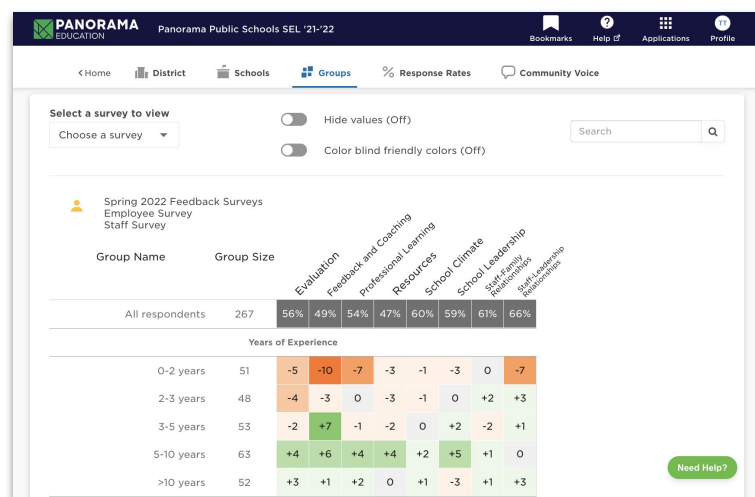 PANORAMA
EDUCATION
Panorama Public Schools SEL '21-'22
Bookmarks
Help
Applications
TT
Profile
< Home
District
Schools
Groups
Response Rates
Community Voice
Select a survey to view
Choose a survey
Hide values (Off)
Color blind friendly colors (Off)
Search
Spring 2022 Feedback Surveys
Employee Survey
Staff Survey
Group Name Group Size
Evaluation
Feedback and Coaching
Professional Learning
Resources
School Climate
School Leadership
Staff-Family Relationships
Staff-Leadership Relationships
All respondents 267 56% 49% 54% 47% 60% 59% 61% 66%
Years of Experience
0-2 years 51 -5 -10 -7 -3 -1 -3 0 -7
2-3 years 48 -4 -3 0 -3 -1 0 +2 +3
3-5 years 53 -2 +7 -1 -2 0 +2 -2 +1
5-10 years 63 +4 +6 +4 +4 +2 +5 +1 0
>10 years 52 +3 +1 +2 0 +1 -3 +1 +3
Need Help?